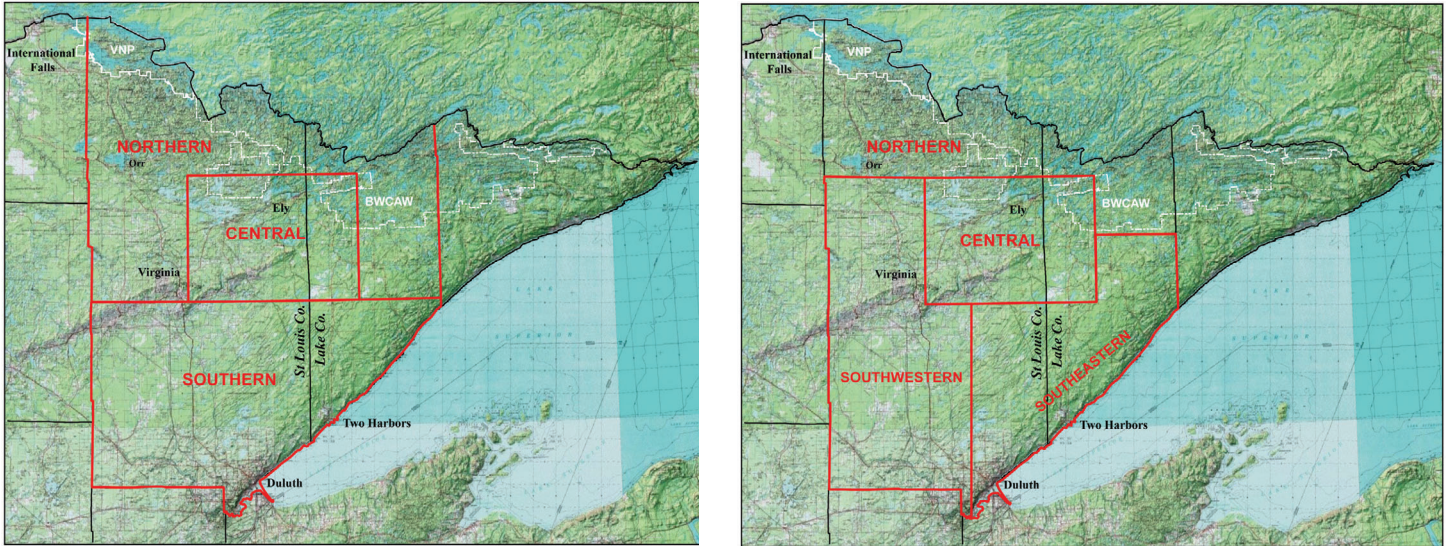 International
Falls
VNP
NORTHERN
Orr
BWCAW
Ely
CENTRAL
Virginia
St Louis Co.
Lake Co.
SOUTHERN
Two Harbors
Duluth
International
Falls
VNP
NORTHERN
Orr
BWCAW
Ely
CENTRAL
Virginia
St Louis Co.
Lake Co.
SOUTHWESTERN
SOUTHEASTERN
Two Harbors
Duluth